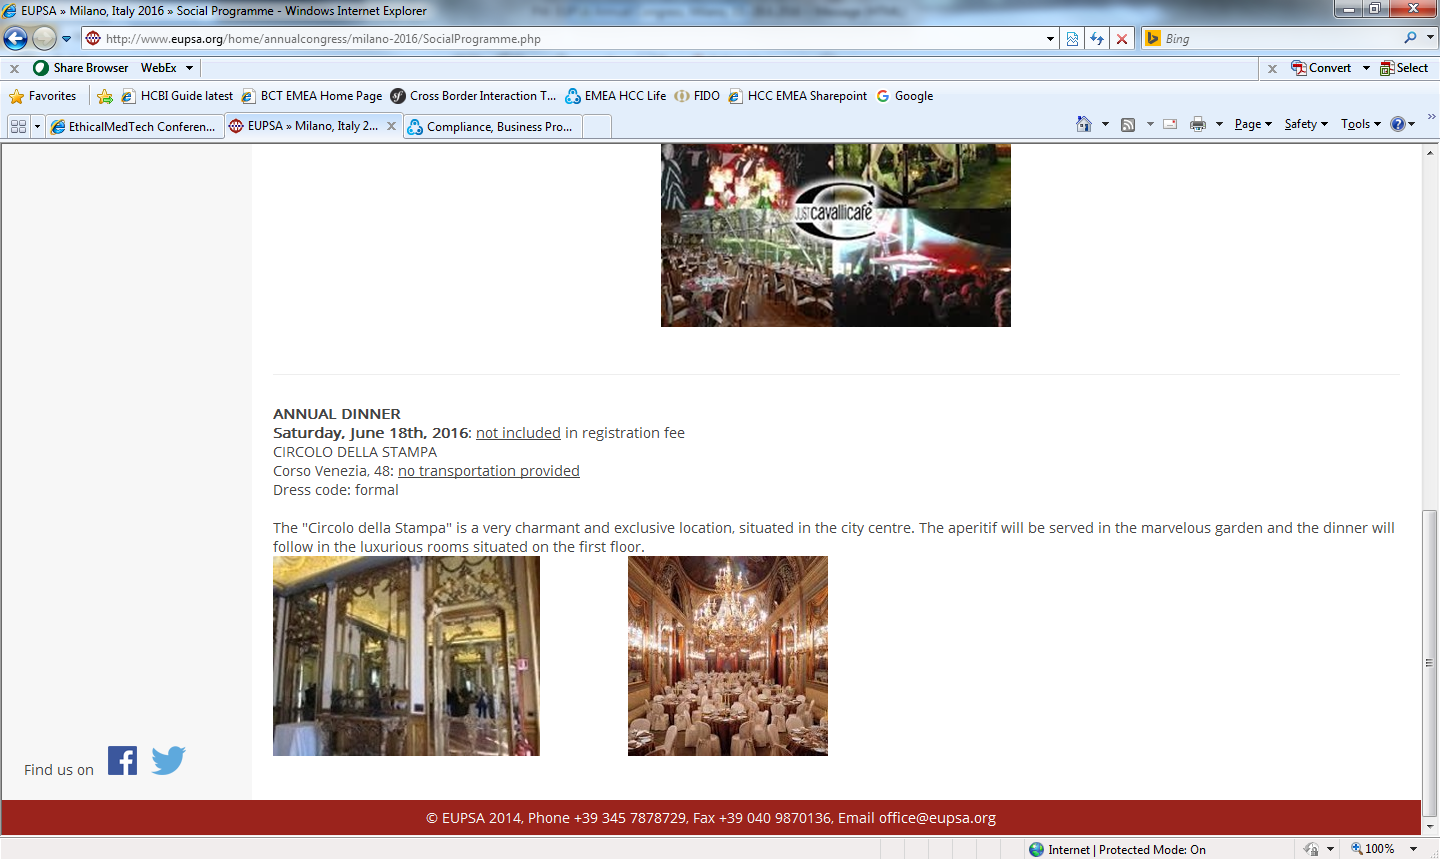 EUPSA » Milano, Italy 2016 » Social Programme - Windows Internet Explorer
http://www.eupsa.org/home/annualcongress/milano-2016/SocialProgramme.php
Bing
x Share Browser WebEx
x Convert Select
Favorites HCBI Guide latest BCT EMEA Home Page Cross Border Interaction T... EMEA HCC Life FIDO HCC EMEA Sharepoint Google
EthicalMedTech Conferen... EUPSA » Milano, Italy 2... x Compliance, Business Pro...
Page Safety Tools
JUST cavallicafè
ANNUAL DINNER
Saturday, June 18th, 2016: not included in registration fee
CIRCOLO DELLA STAMPA
Corso Venezia, 48: no transportation provided
Dress code: formal
The "Circolo della Stampa" is a very charmant and exclusive location, situated in the city centre. The aperitif will be served in the marvelous garden and the dinner will
follow in the luxurious rooms situated on the first floor.
Find us on
© EUPSA 2014, Phone +39 345 7878729, Fax +39 040 9870136, Email office@eupsa.org
Internet | Protected Mode: On
100%